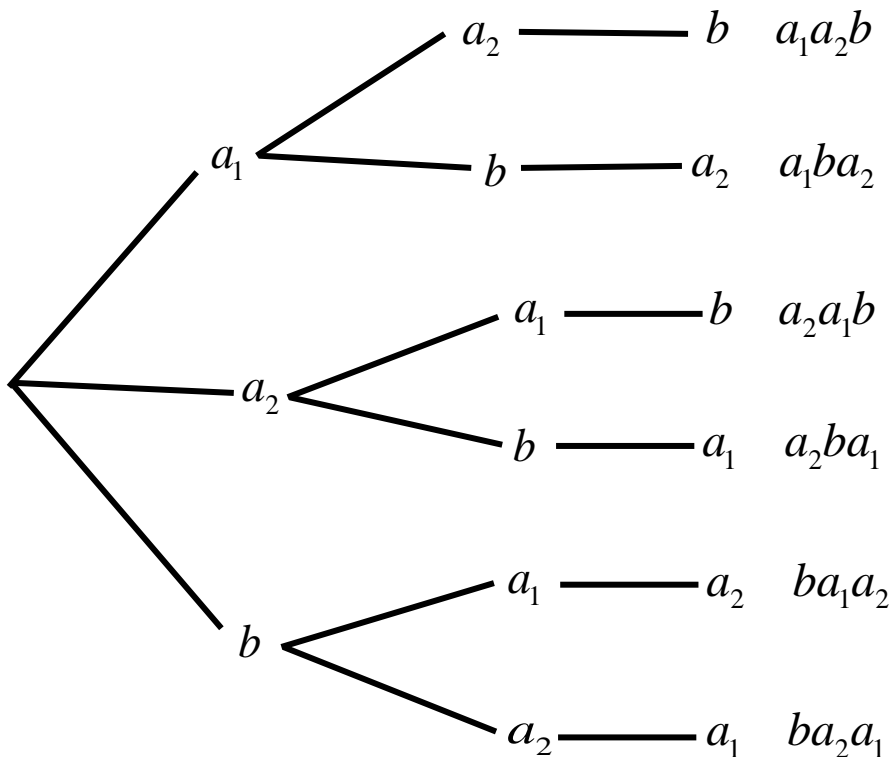 a₂ b a₁a₂b
a₁
b a₂ a₁ba₂
a₁ b a₂a₁b
a₂
b a₁ a₂ba₁
a₁ a₂ ba₁a₂
b
a₂ a₁ ba₂a₁